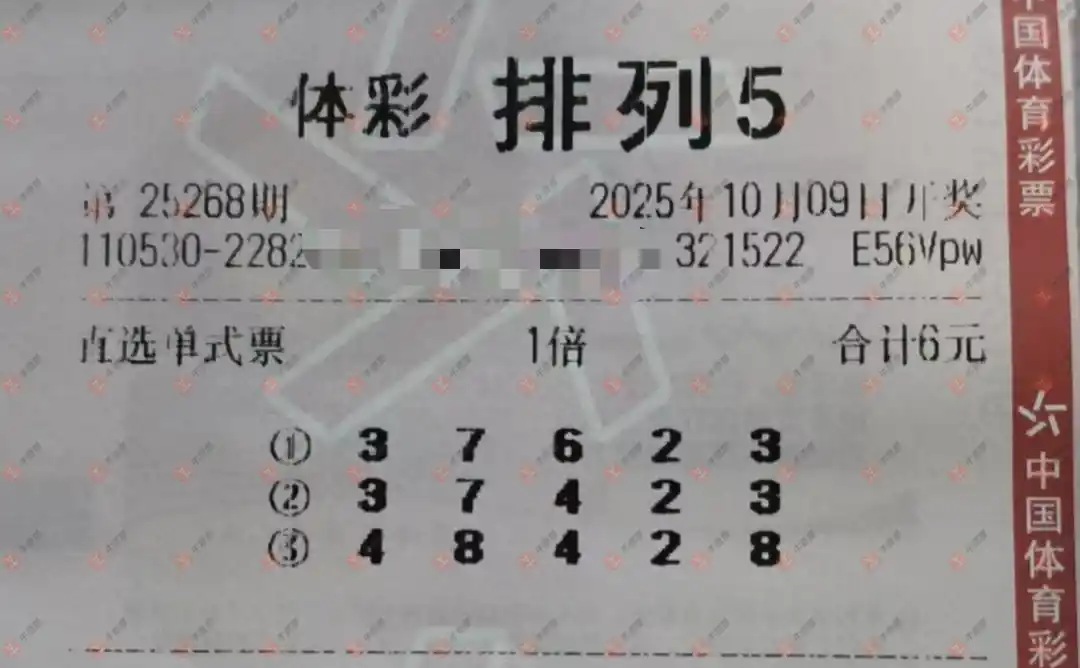 体彩 排列5
第 25268期 2025年10月09日开奖
110530-2282 321522 E56Vpw
直选单式票 1倍 合计6元
① 3 7 6 2 3
② 3 7 4 2 3
③ 4 8 4 2 8
中国体育彩票
中国体育彩